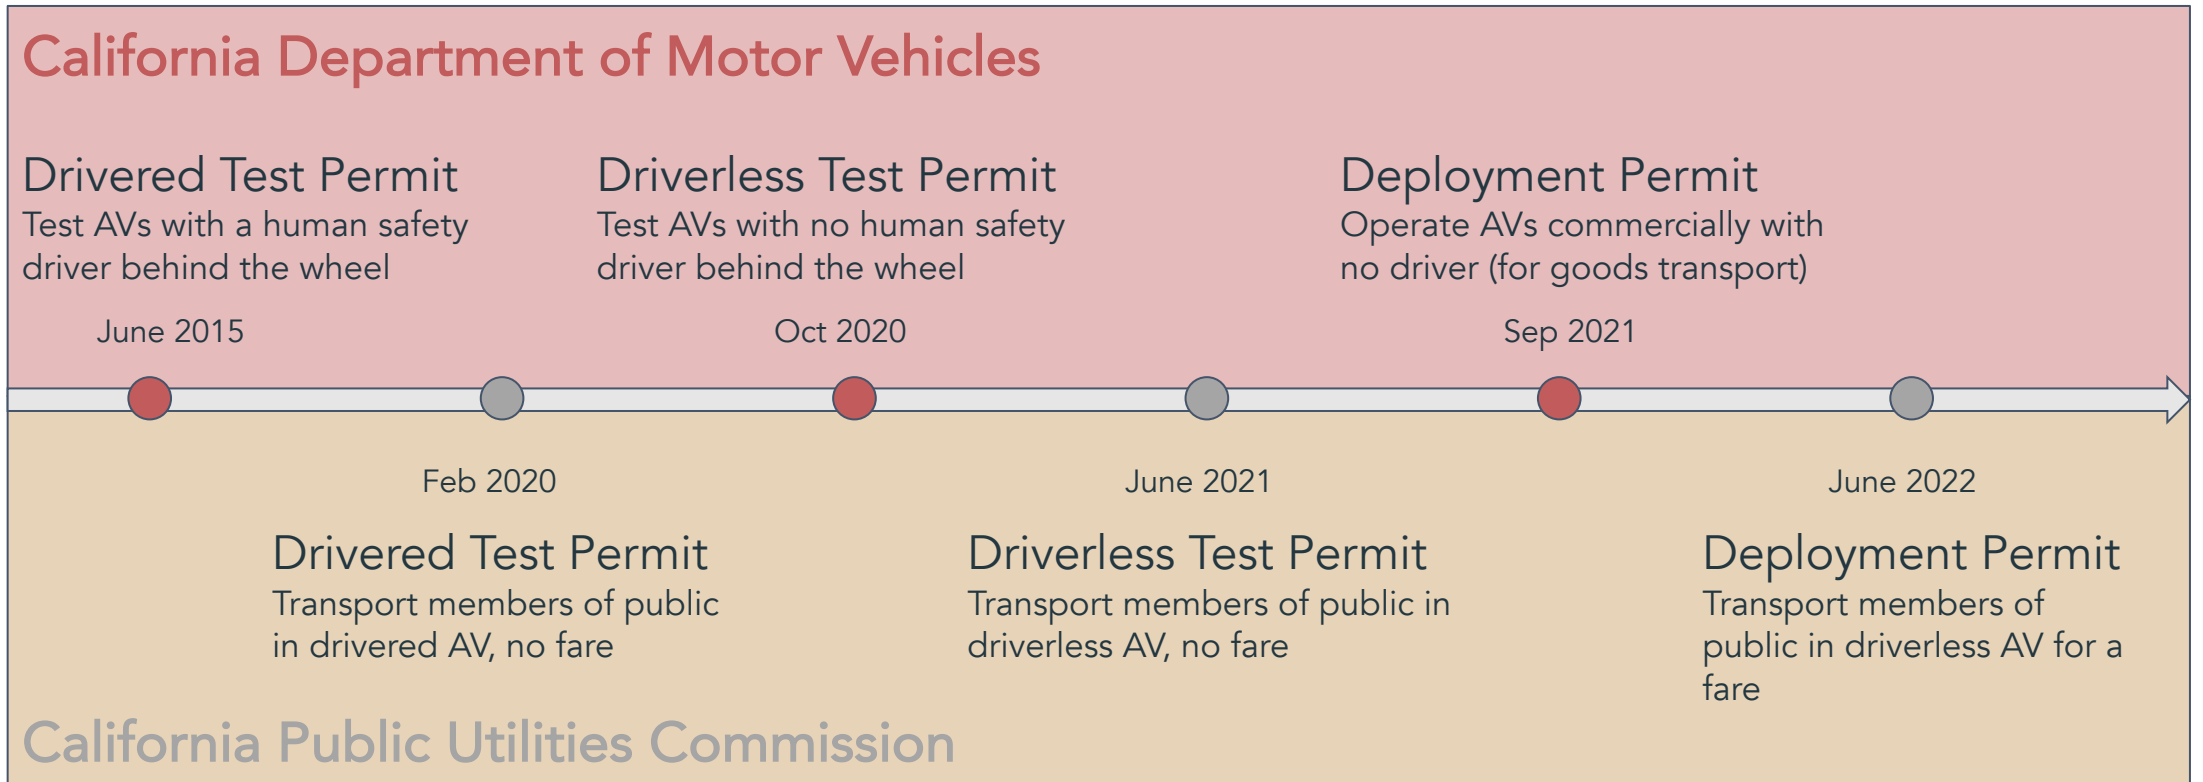 California Department of Motor Vehicles
Drivered Test Permit
Test AVs with a human safety
driver behind the wheel
June 2015
Driverless Test Permit
Test AVs with no human safety
driver behind the wheel
Oct 2020
Deployment Permit
Operate AVs commercially with
no driver (for goods transport)
Sep 2021
Feb 2020
Drivered Test Permit
Transport members of public
in drivered AV, no fare
June 2021
Driverless Test Permit
Transport members of public in
driverless AV, no fare
June 2022
Deployment Permit
Transport members of
public in driverless AV for a
fare
California Public Utilities Commission